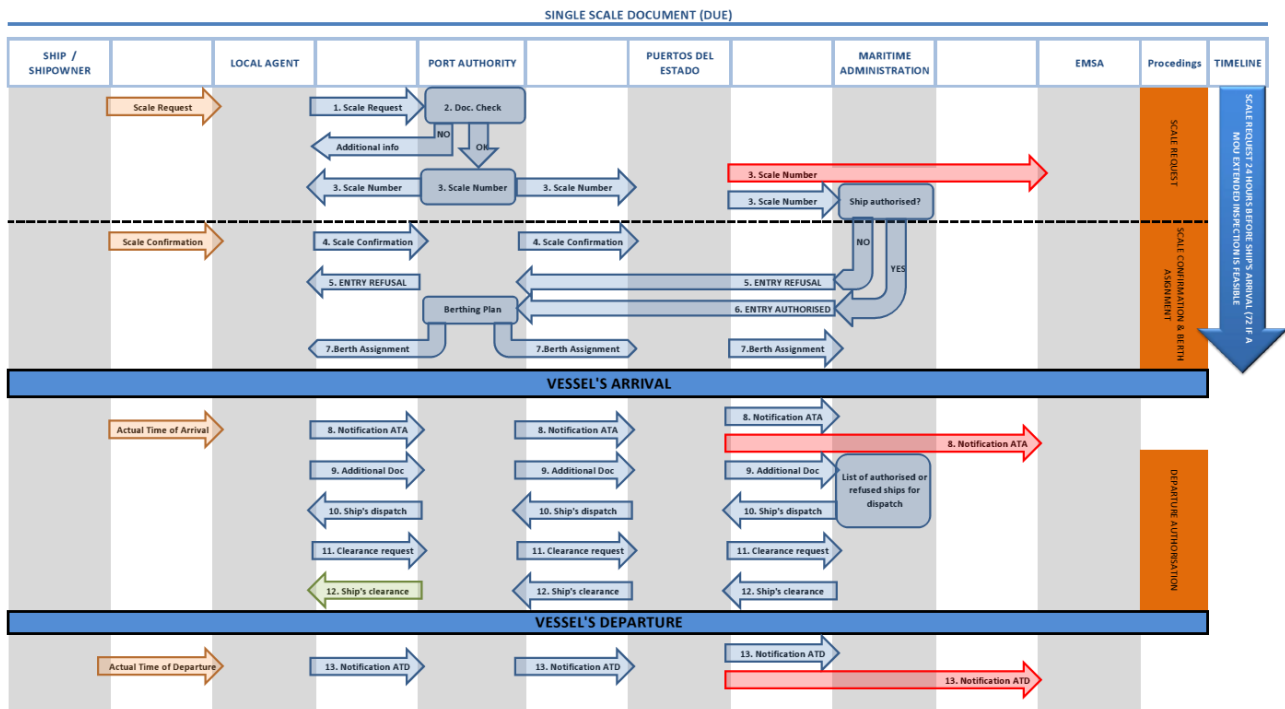 SINGLE SCALE DOCUMENT (DUE)
SHIP /
SHIPOWNER
LOCAL AGENT
PORT AUTHORITY
PUERTOS DEL
ESTADO
MARITIME
ADMINISTRATION
EMSA
Procedings
TIMELINE
Scale Request
1. Scale Request
2. Doc. Check
NO
OK
Additional info
3. Scale Number
3. Scale Number
3. Scale Number
3. Scale Number
3. Scale Number
Ship authorised?
SCALE REQUEST
SCALE REQUEST 24 HOURS BEFORE SHIP'S ARRIVAL (72 IF A
MOU EXTENDED INSPECTION IS FEASIBLE
Scale Confirmation
4. Scale Confirmation
4. Scale Confirmation
NO
YES
5. ENTRY REFUSAL
5. ENTRY REFUSAL
Berthing Plan
6. ENTRY AUTHORISED
7.Berth Assignment
7.Berth Assignment
7.Berth Assignment
SCALE CONFIRMATION & BERTH
ASIGNMENT
VESSEL'S ARRIVAL
Actual Time of Arrival
8. Notification ATA
8. Notification ATA
8. Notification ATA
8. Notification ATA
9. Additional Doc
9. Additional Doc
9. Additional Doc
List of authorised or
refused ships for
dispatch
10. Ship's dispatch
10. Ship's dispatch
10. Ship's dispatch
11. Clearance request
11. Clearance request
11. Clearance request
12. Ship's clearance
12. Ship's clearance
12. Ship's clearance
DEPARTURE AUTHORISATION
VESSEL'S DEPARTURE
Actual Time of Departure
13. Notification ATD
13. Notification ATD
13. Notification ATD
13. Notification ATD